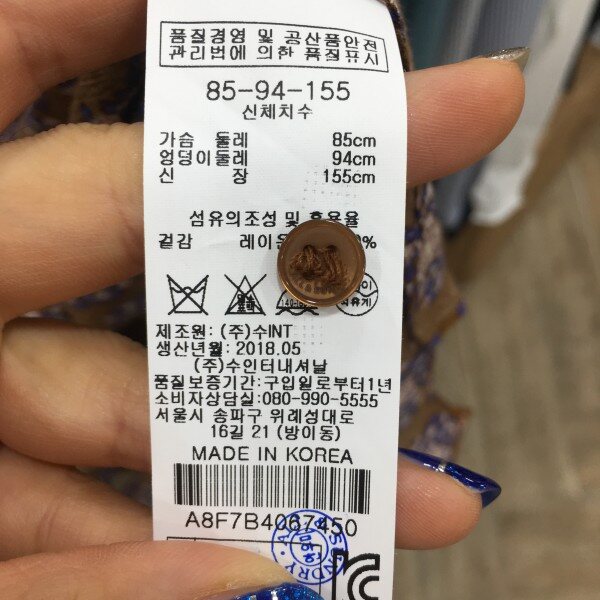 품질경영 및 공산품안전
관리법에 의한 품질표시
85-94-155
신체치수
가슴 둘레 85cm
엉덩이둘레 94cm
신 장 155cm
섬유의조성 및 혼용율
겉감
제조원: (주)수INT
생산년월: 2018.05
(주)수인터내셔날
품질보증기간:구입일로부터1년
소비자상담실:080-990-5555
서울시 송파구 위례성대로
16길 21 (방이동)
MADE IN KOREA
A8F7B4067450